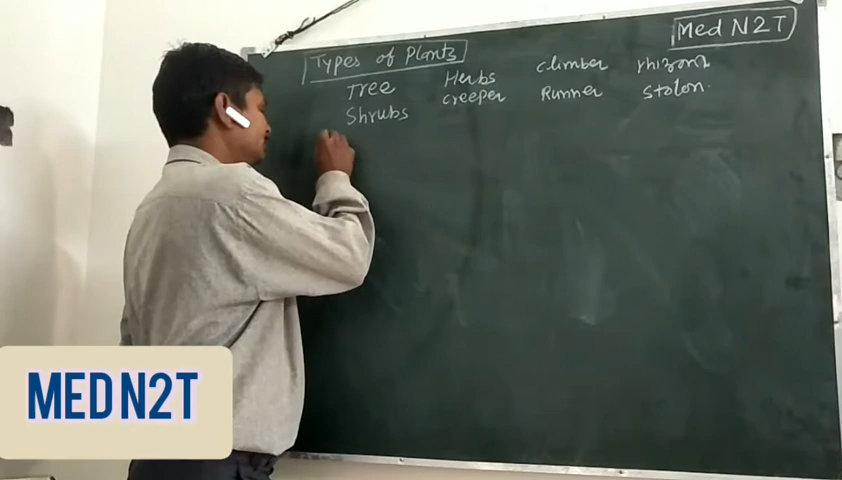 Med N2T
Types of Plants
Tree Herbs climber rhizome
Shrubs creeper Runner stolon.
MED N2T